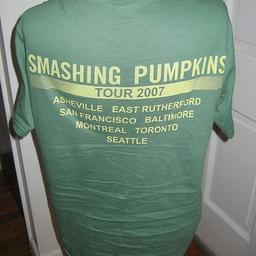 SMASHING PUMPKINS
TOUR 2007
ASHEVILLE EAST RUTHERFORD
SAN FRANCISCO BALTIMORE
MONTREAL TORONTO
SEATTLE